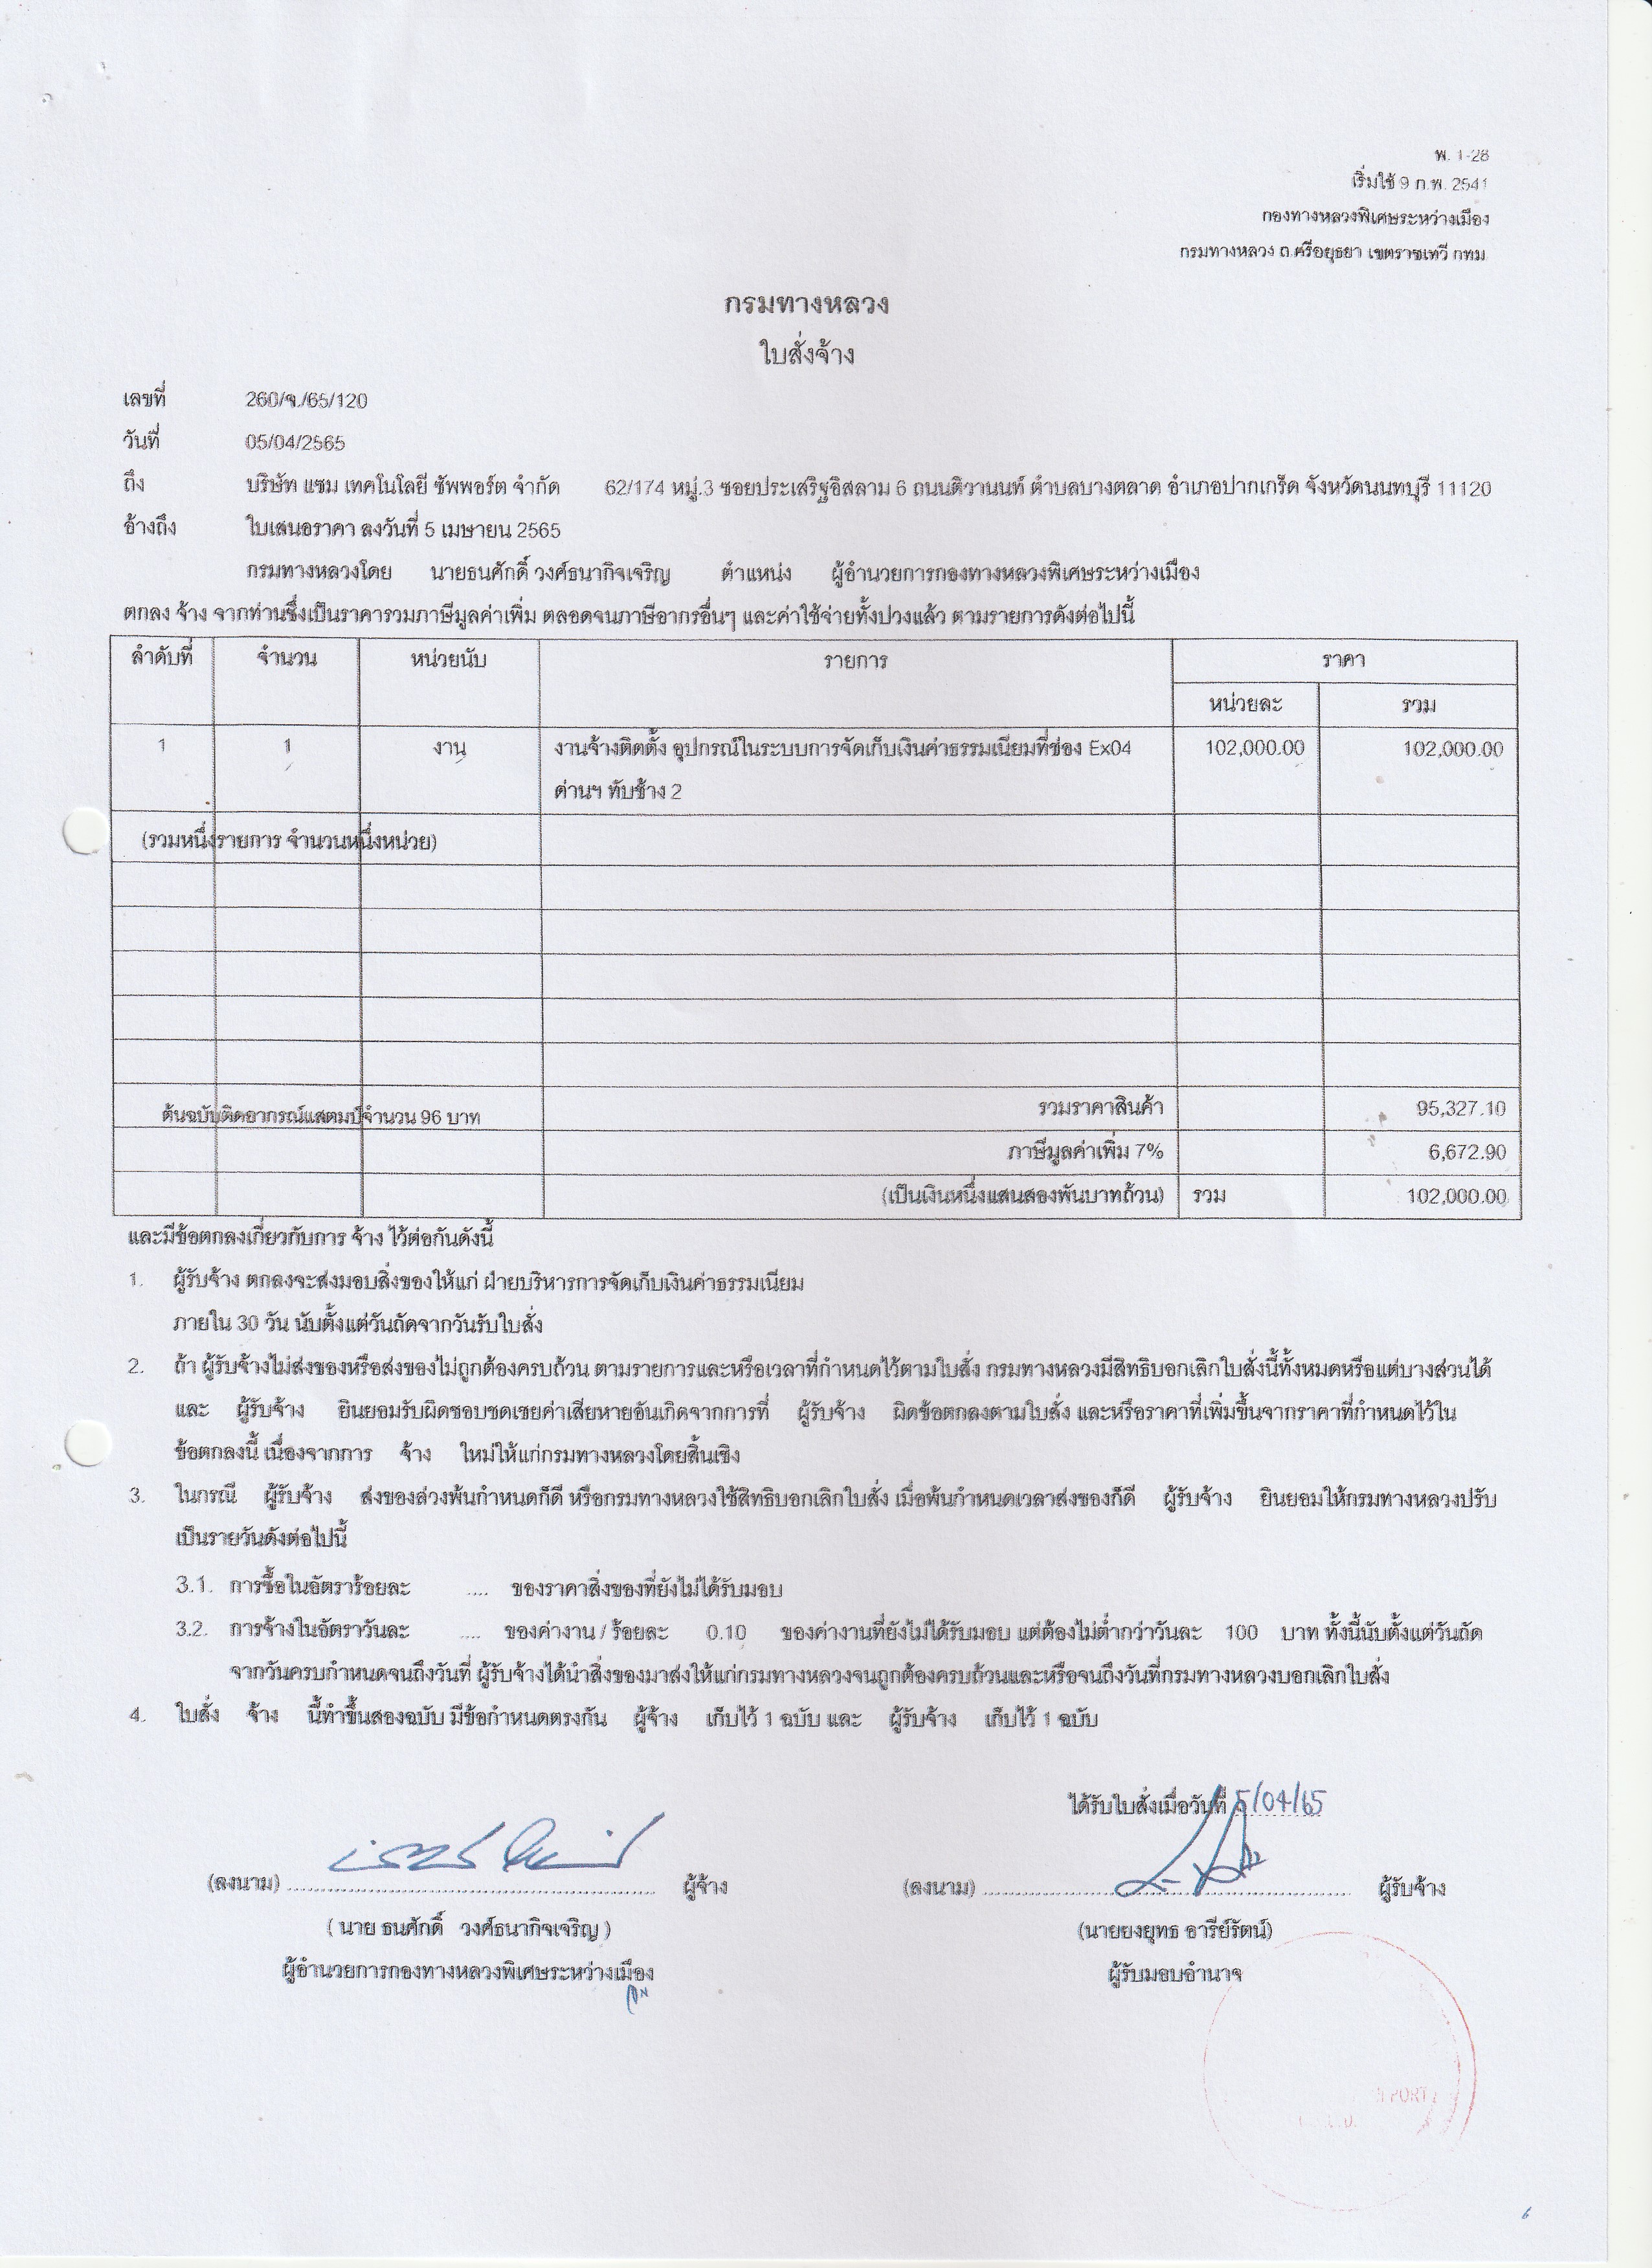 พ. 1-28
เริ่มใช้ 9 ก.พ. 2541
กองทางหลวงพิเศษระหว่างเมือง
กรมทางหลวง ถ.ศรีอยุธยา เขตราชเทวี กทม
กรมทางหลวง
ใบสั่งจ้าง
เลขที่ 260/จ./65/120
วันที่ 05/04/2565
ถึง บริษัท แซม เทคโนโลยี ซัพพอร์ต จำกัด 62/174 หมู่.3 ซอยประเสริฐอิสลาม 6 ถนนติวานนท์ ตำบลบางตลาด อำเภอปากเกร็ด จังหวัดนนทบุรี 11120
อ้างถึง ใบเสนอราคา ลงวันที่ 5 เมษายน 2565
กรมทางหลวงโดย นายธนศักดิ์ วงศ์ธนากิจเจริญ ตำแหน่ง ผู้อำนวยการกองทางหลวงพิเศษระหว่างเมือง
ตกลง จ้าง จากท่านซึ่งเป็นราคารวมภาษีมูลค่าเพิ่ม ตลอดจนภาษีอากรอื่นๆ และค่าใช้จ่ายทั้งปวงแล้ว ตามรายการดังต่อไปนี้
ลำดับที่ จำนวน หน่วยนับ รายการ ราคา
หน่วยละ รวม
1 1 งาน งานจ้างติดตั้ง อุปกรณ์ในระบบการจัดเก็บเงินค่าธรรมเนียมที่ช่อง Ex04 102,000.00 102,000.00
ด่านฯ ทับช้าง 2
(รวมหนึ่งรายการ จำนวนหนึ่งหน่วย)
ต้นฉบับติดอากรณ์แสตมป์จำนวน 96 บาท รวมราคาสินค้า 95,327.10
ภาษีมูลค่าเพิ่ม 7% 6,672.90
(เป็นเงินหนึ่งแสนสองพันบาทถ้วน) รวม 102,000.00
และมีข้อตกลงเกี่ยวกับการ จ้าง ไว้ต่อกันดังนี้
1. ผู้รับจ้าง ตกลงจะส่งมอบสิ่งของให้แก่ ฝ่ายบริหารการจัดเก็บเงินค่าธรรมเนียม
ภายใน 30 วัน นับตั้งแต่วันถัดจากวันรับใบสั่ง
2. ถ้า ผู้รับจ้างไม่ส่งของหรือส่งของไม่ถูกต้องครบถ้วน ตามรายการและหรือเวลาที่กำหนดไว้ตามใบสั่ง กรมทางหลวงมีสิทธิบอกเลิกใบสั่งนี้ทั้งหมดหรือแต่บางส่วนได้
และ ผู้รับจ้าง ยินยอมรับผิดชอบชดเชยค่าเสียหายอันเกิดจากการที่ ผู้รับจ้าง ผิดข้อตกลงตามใบสั่ง และหรือราคาที่เพิ่มขึ้นจากราคาที่กำหนดไว้ใน
ข้อตกลงนี้ เนื่องจากการ จ้าง ใหม่ให้แก่กรมทางหลวงโดยสิ้นเชิง
3. ในกรณี ผู้รับจ้าง ส่งของล่วงพ้นกำหนดก็ดี หรือกรมทางหลวงใช้สิทธิบอกเลิกใบสั่ง เมื่อพ้นกำหนดเวลาส่งของก็ดี ผู้รับจ้าง ยินยอมให้กรมทางหลวงปรับ
เป็นรายวันดังต่อไปนี้
3.1. การซื้อในอัตราร้อยละ .... ของราคาสิ่งของที่ยังไม่ได้รับมอบ
3.2. การจ้างในอัตราวันละ .... ของค่างาน / ร้อยละ 0.10 ของค่างานที่ยังไม่ได้รับมอบ แต่ต้องไม่ต่ำกว่าวันละ 100 บาท ทั้งนี้นับตั้งแต่วันถัด
จากวันครบกำหนดจนถึงวันที่ ผู้รับจ้างได้นำสิ่งของมาส่งให้แก่กรมทางหลวงจนถูกต้องครบถ้วนและหรือจนถึงวันที่กรมทางหลวงบอกเลิกใบสั่ง
4. ใบสั่ง จ้าง นี้ทำขึ้นสองฉบับ มีข้อกำหนดตรงกัน ผู้จ้าง เก็บไว้ 1 ฉบับ และ ผู้รับจ้าง เก็บไว้ 1 ฉบับ
ได้รับใบสั่งเมื่อวันที่ 5/04/65
(ลงนาม) ผู้จ้าง (ลงนาม) ผู้รับจ้าง
( นาย ธนศักดิ์ วงศ์ธนากิจเจริญ ) (นายยงยุทธ อารีย์รัตน์)
ผู้อำนวยการกองทางหลวงพิเศษระหว่างเมือง ผู้รับมอบอำนาจ